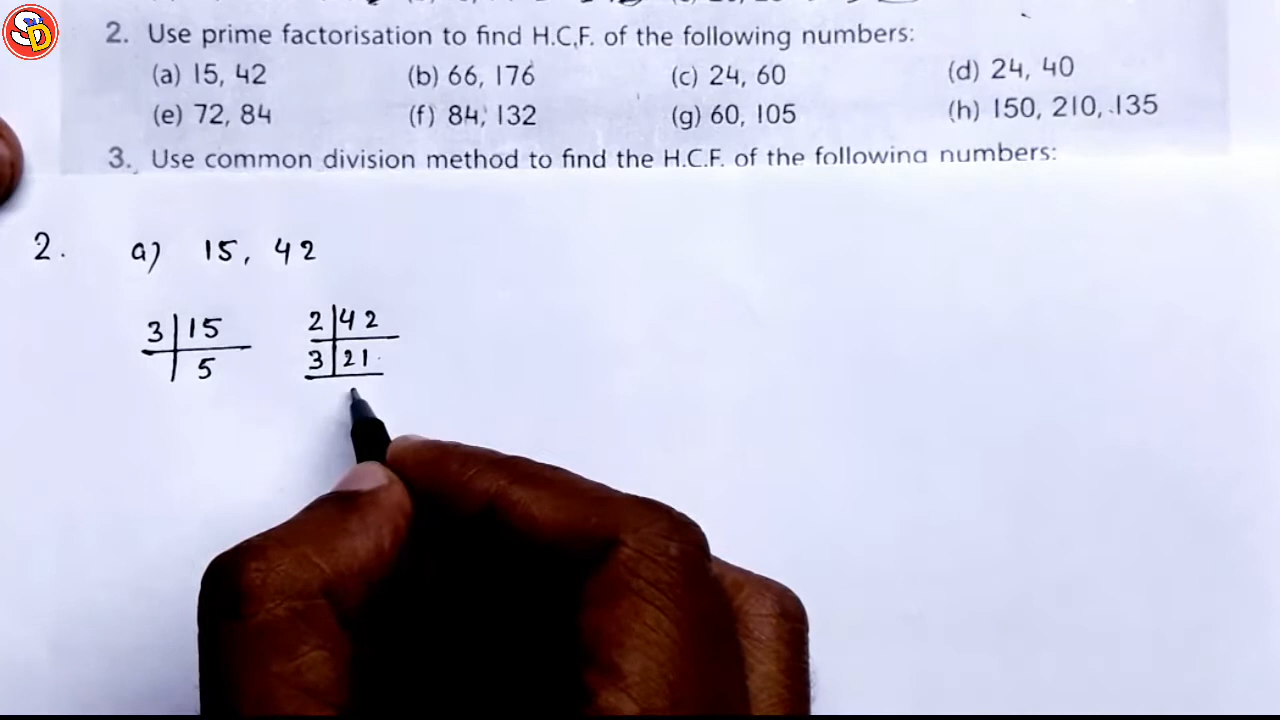 2. Use prime factorisation to find H.C.F. of the following numbers:
(a) 15, 42 (b) 66, 176 (c) 24, 60 (d) 24, 40
(e) 72, 84 (f) 84, 132 (g) 60, 105 (h) 150, 210, 135
3. Use common division method to find the H.C.F. of the following numbers:
2. a) 15, 42
3 15 2 42
5 3 21